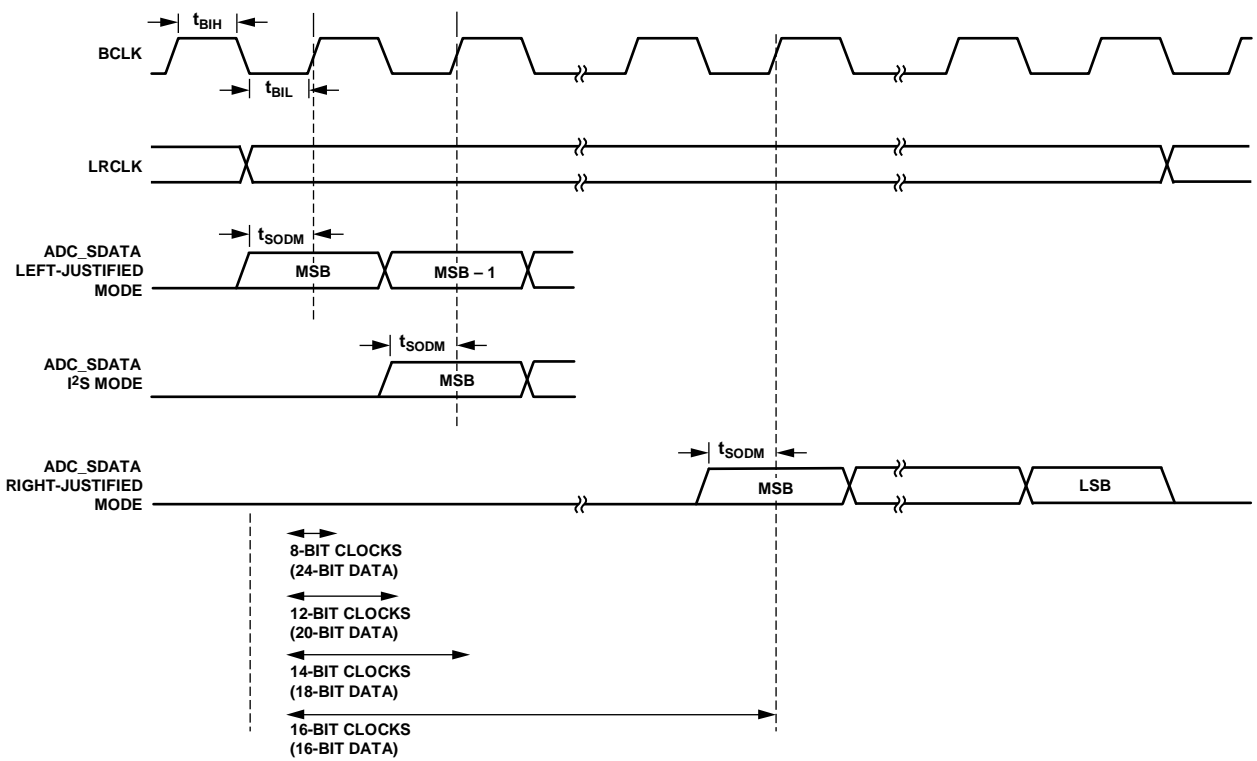 tBIH
BCLK
tBIL
LRCLK
tSODM
ADC_SDATA
LEFT-JUSTIFIED
MODE
MSB
MSB – 1
tSODM
ADC_SDATA
I2S MODE
MSB
tSODM
ADC_SDATA
RIGHT-JUSTIFIED
MODE
MSB
LSB
8-BIT CLOCKS
(24-BIT DATA)
12-BIT CLOCKS
(20-BIT DATA)
14-BIT CLOCKS
(18-BIT DATA)
16-BIT CLOCKS
(16-BIT DATA)